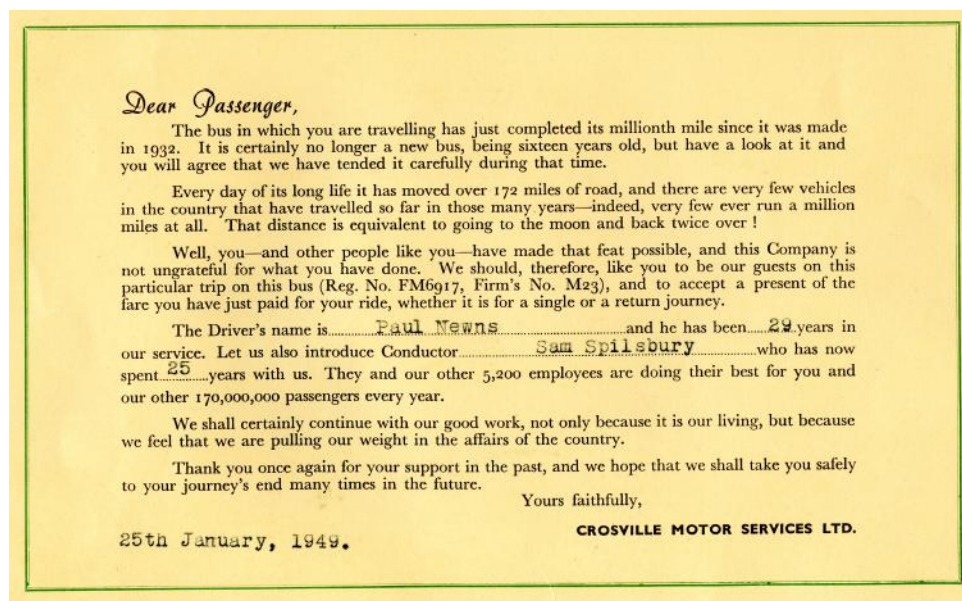 Dear Passenger,
The bus in which you are travelling has just completed its millionth mile since it was made
in 1932. It is certainly no longer a new bus, being sixteen years old, but have a look at it and
you will agree that we have tended it carefully during that time.
Every day of its long life it has moved over 172 miles of road, and there are very few vehicles
in the country that have travelled so far in those many years—indeed, very few ever run a million
miles at all. That distance is equivalent to going to the moon and back twice over !
Well, you—and other people like you—have made that feat possible, and this Company is
not ungrateful for what you have done. We should, therefore, like you to be our guests on this
particular trip on this bus (Reg. No. FM6917, Firm's No. M23), and to accept a present of the
fare you have just paid for your ride, whether it is for a single or a return journey.
The Driver's name is Paul Newns and he has been 29 years in
our service. Let us also introduce Conductor Sam Spilsbury who has now
spent 25 years with us. They and our other 5,200 employees are doing their best for you and
our other 170,000,000 passengers every year.
We shall certainly continue with our good work, not only because it is our living, but because
we feel that we are pulling our weight in the affairs of the country.
Thank you once again for your support in the past, and we hope that we shall take you safely
to your journey's end many times in the future.
Yours faithfully,
CROSVILLE MOTOR SERVICES LTD.
25th January, 1949.